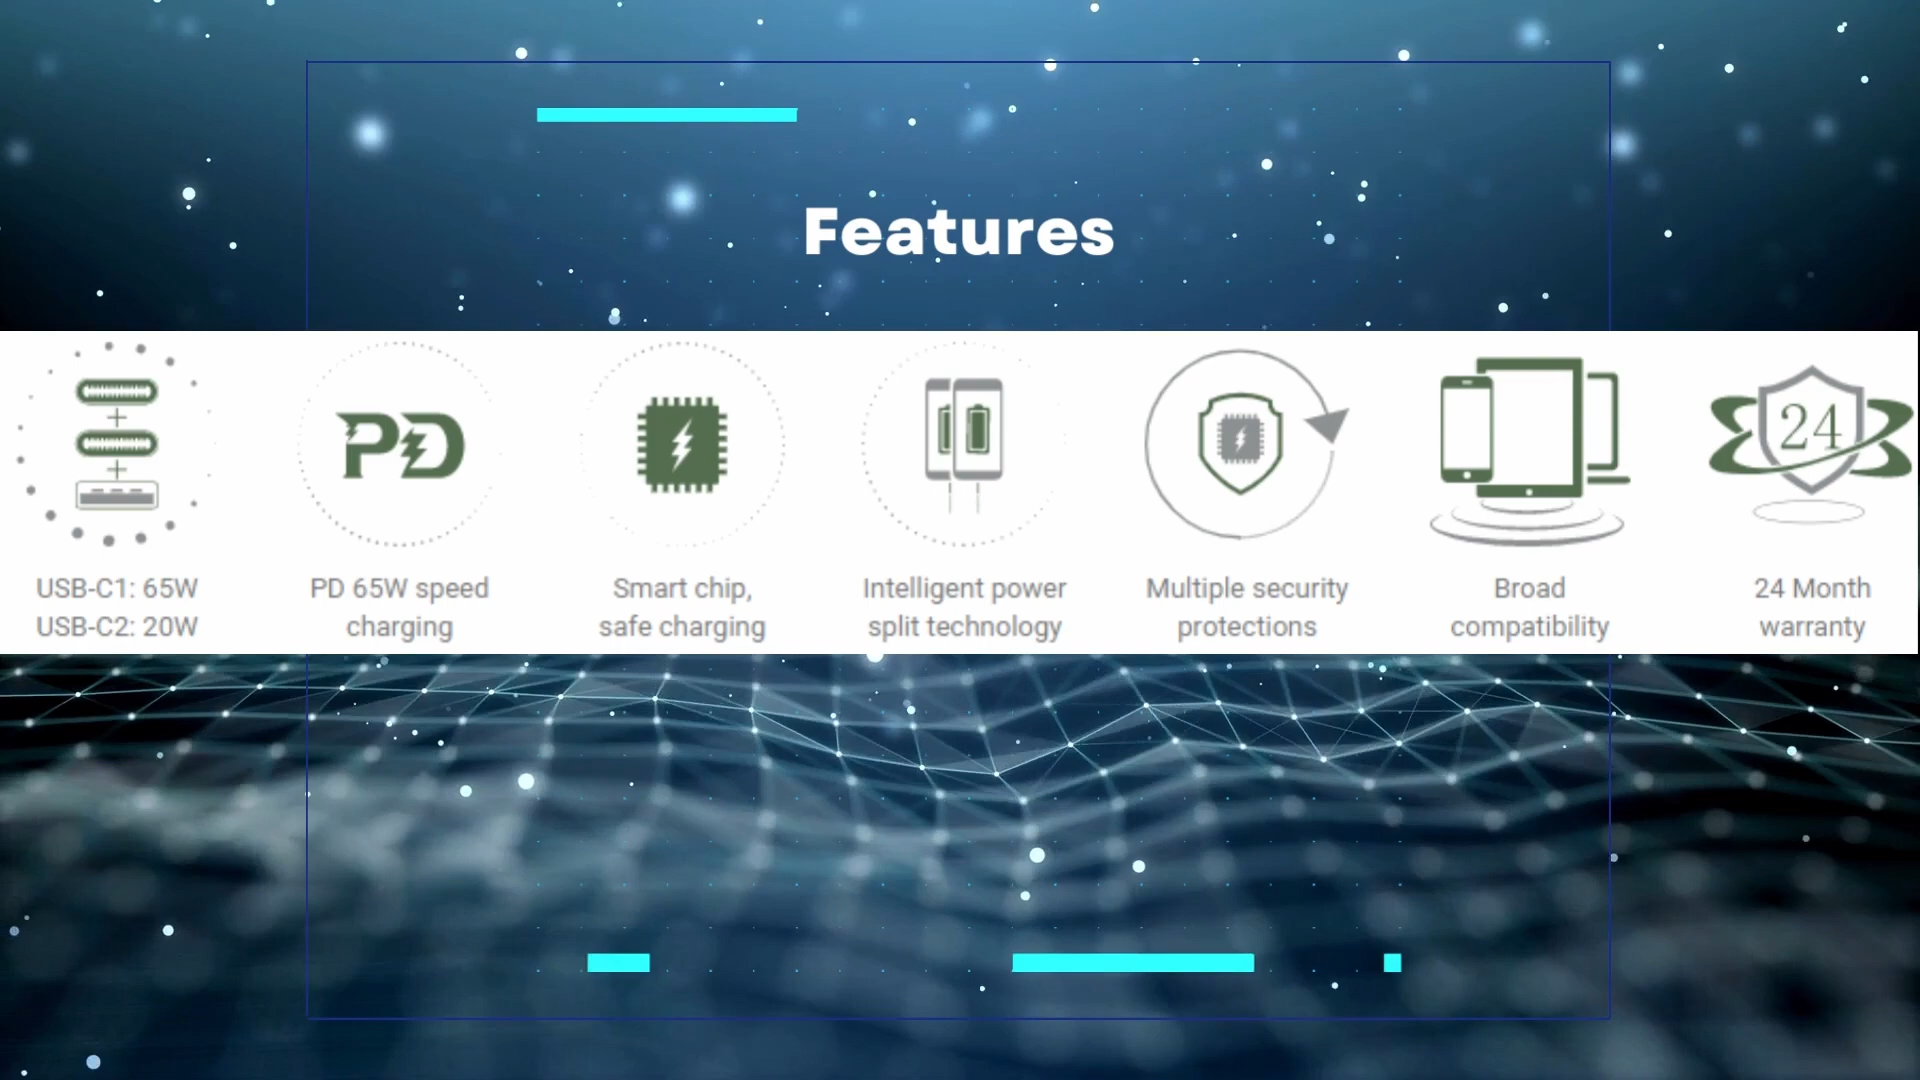 Features
PD
24
USB-C1: 65W
USB-C2: 20W
PD 65W speed
charging
Smart chip,
safe charging
Intelligent power
split technology
Multiple security
protections
Broad
compatibility
24 Month
warranty